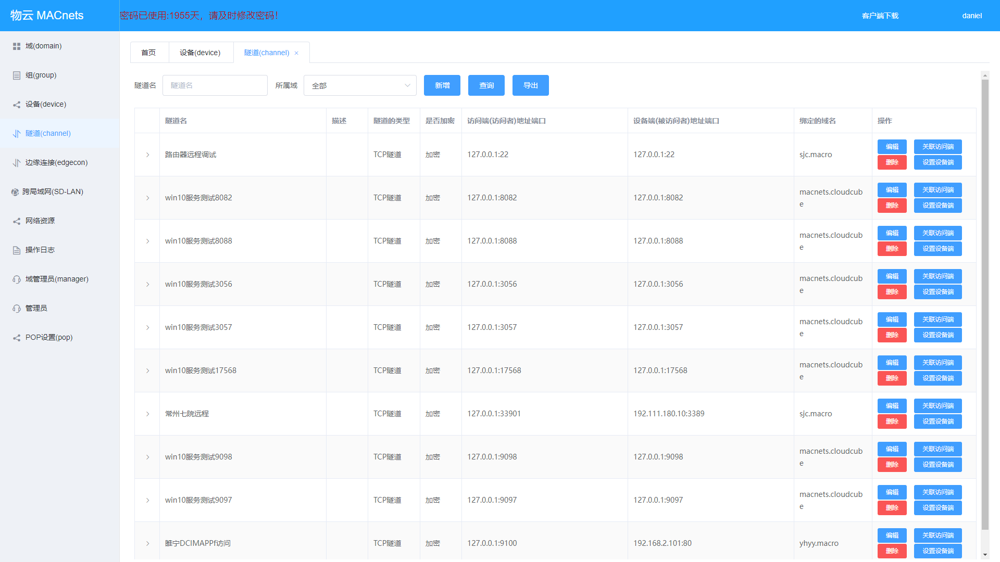 物云 MACnets
密码已使用:1955天，请及时修改密码！
客户端下载
daniel
域(domain)
组(group)
设备(device)
隧道(channel)
边缘连接(edgecon)
跨局域网(SD-LAN)
网络资源
操作日志
域管理员(manager)
管理员
POP设置(pop)
首页 设备(device) 隧道(channel)
隧道名 隧道名 所属域 全部 新增 查询 导出
隧道名 描述 隧道的类型 是否加密 访问端(访问者)地址端口 设备端(被访问者)地址端口 绑定的域名 操作
路由器远程调试 TCP隧道 加密 127.0.0.1:22 127.0.0.1:22 sjc.macro 编辑 关联访问端
删除 设置设备端
win10服务测试8082 TCP隧道 加密 127.0.0.1:8082 127.0.0.1:8082 macnets.cloudcub 编辑 关联访问端
e 删除 设置设备端
win10服务测试8088 TCP隧道 加密 127.0.0.1:8088 127.0.0.1:8088 macnets.cloudcub 编辑 关联访问端
e 删除 设置设备端
win10服务测试3056 TCP隧道 加密 127.0.0.1:3056 127.0.0.1:3056 macnets.cloudcub 编辑 关联访问端
e 删除 设置设备端
win10服务测试3057 TCP隧道 加密 127.0.0.1:3057 127.0.0.1:3057 macnets.cloudcub 编辑 关联访问端
e 删除 设置设备端
win10服务测试17568 TCP隧道 加密 127.0.0.1:17568 127.0.0.1:17568 macnets.cloudcub 编辑 关联访问端
e 删除 设置设备端
常州七院远程 TCP隧道 加密 127.0.0.1:33901 192.111.180.10:3389 sjc.macro 编辑 关联访问端
删除 设置设备端
win10服务测试9098 TCP隧道 加密 127.0.0.1:9098 127.0.0.1:9098 macnets.cloudcub 编辑 关联访问端
e 删除 设置设备端
win10服务测试9097 TCP隧道 加密 127.0.0.1:9097 127.0.0.1:9097 macnets.cloudcub 编辑 关联访问端
e 删除 设置设备端
睢宁DCIMAPPf访问 TCP隧道 加密 127.0.0.1:9100 192.168.2.101:80 yhyy.macro 编辑 关联访问端
删除 设置设备端